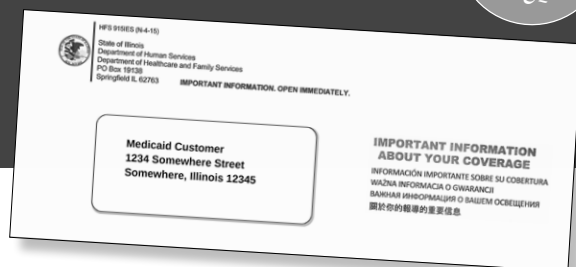 HFS 915IES (N-4-15)
State of Illinois
Department of Human Services
Department of Healthcare and Family Services
PO Box 19138
Springfield IL 62763
IMPORTANT INFORMATION. OPEN IMMEDIATELY.
Medicaid Customer
1234 Somewhere Street
Somewhere, Illinois 12345
IMPORTANT INFORMATION
ABOUT YOUR COVERAGE
INFORMACIÓN IMPORTANTE SOBRE SU COBERTURA
WAŻNA INFORMACJA O GWARANCJI
ВАЖНАЯ ИНФОРМАЦИЯ О ВАШЕМ ОСВЕЩЕНИЯ
關於你的報導的重要信息